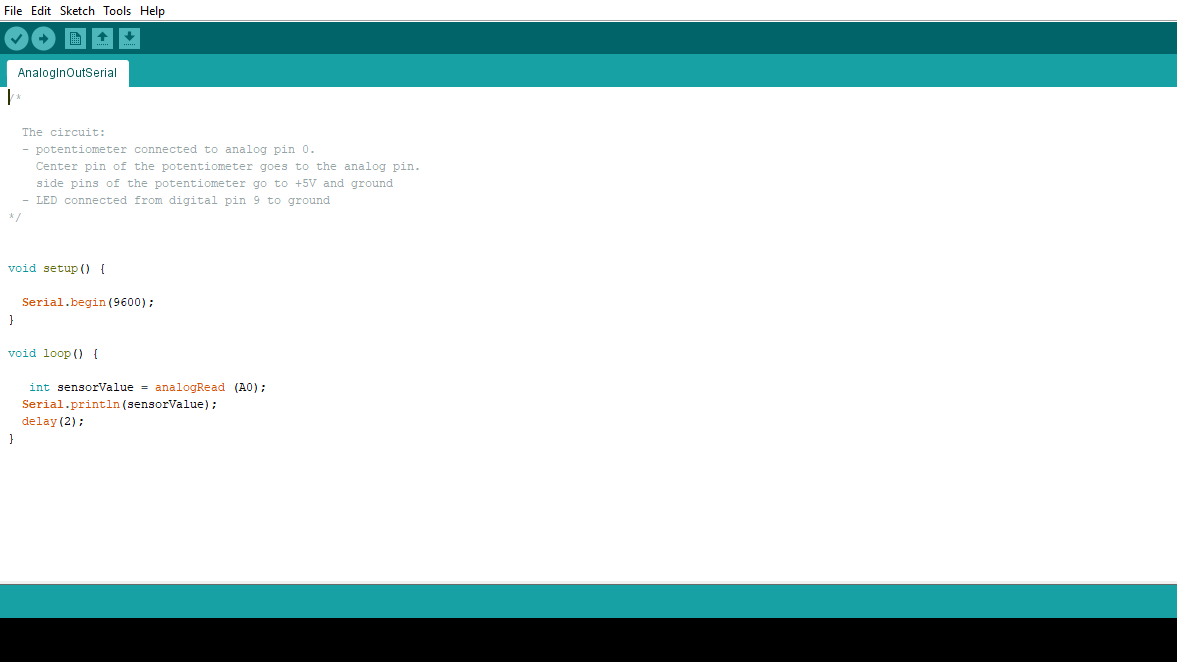 File Edit Sketch Tools Help
AnalogInOutSerial
/*
The circuit:
- potentiometer connected to analog pin 0.
Center pin of the potentiometer goes to the analog pin.
side pins of the potentiometer go to +5V and ground
- LED connected from digital pin 9 to ground
*/
void setup() {
Serial.begin(9600);
}
void loop() {
int sensorValue = analogRead (A0);
Serial.println(sensorValue);
delay(2);
}